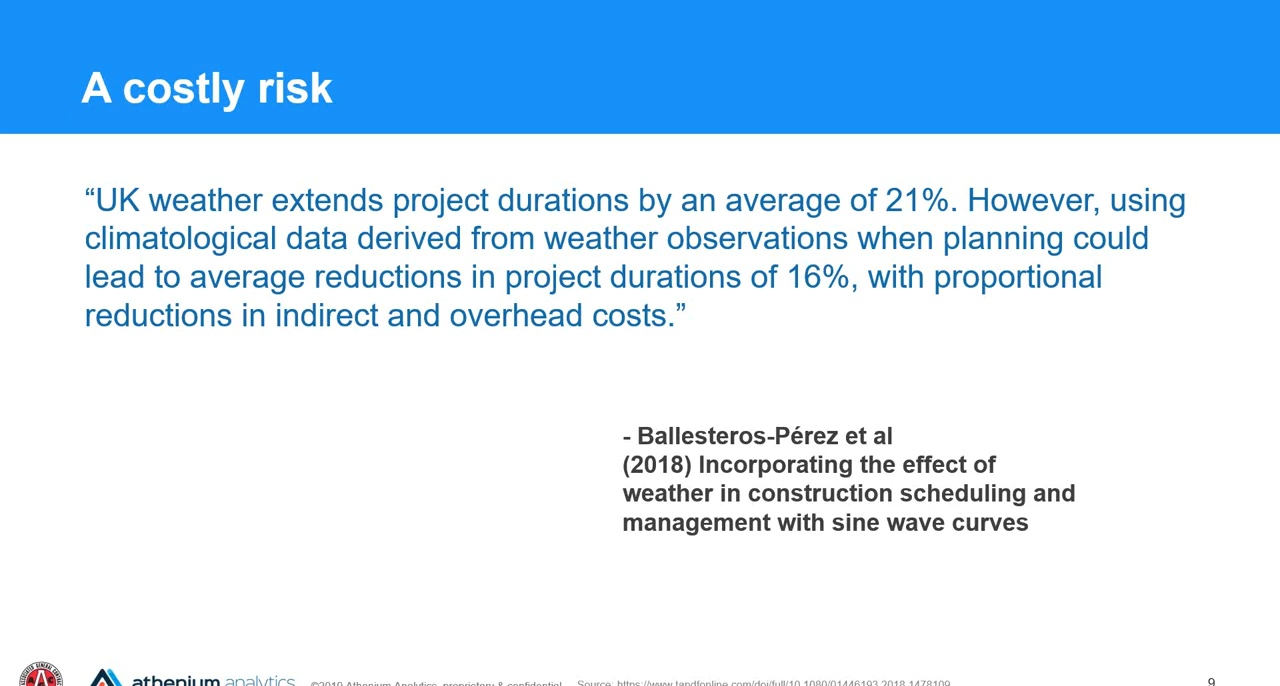 A costly risk
“UK weather extends project durations by an average of 21%. However, using
climatological data derived from weather observations when planning could
lead to average reductions in project durations of 16%, with proportional
reductions in indirect and overhead costs.”
- Ballesteros-Pérez et al
(2018) Incorporating the effect of
weather in construction scheduling and
management with sine wave curves
athenium analytics
©2019 Athenium Analytics, proprietary & confidential
Source: https://www.tandfonline.com/doi/full/10.1080/01446193.2018.1478109
9